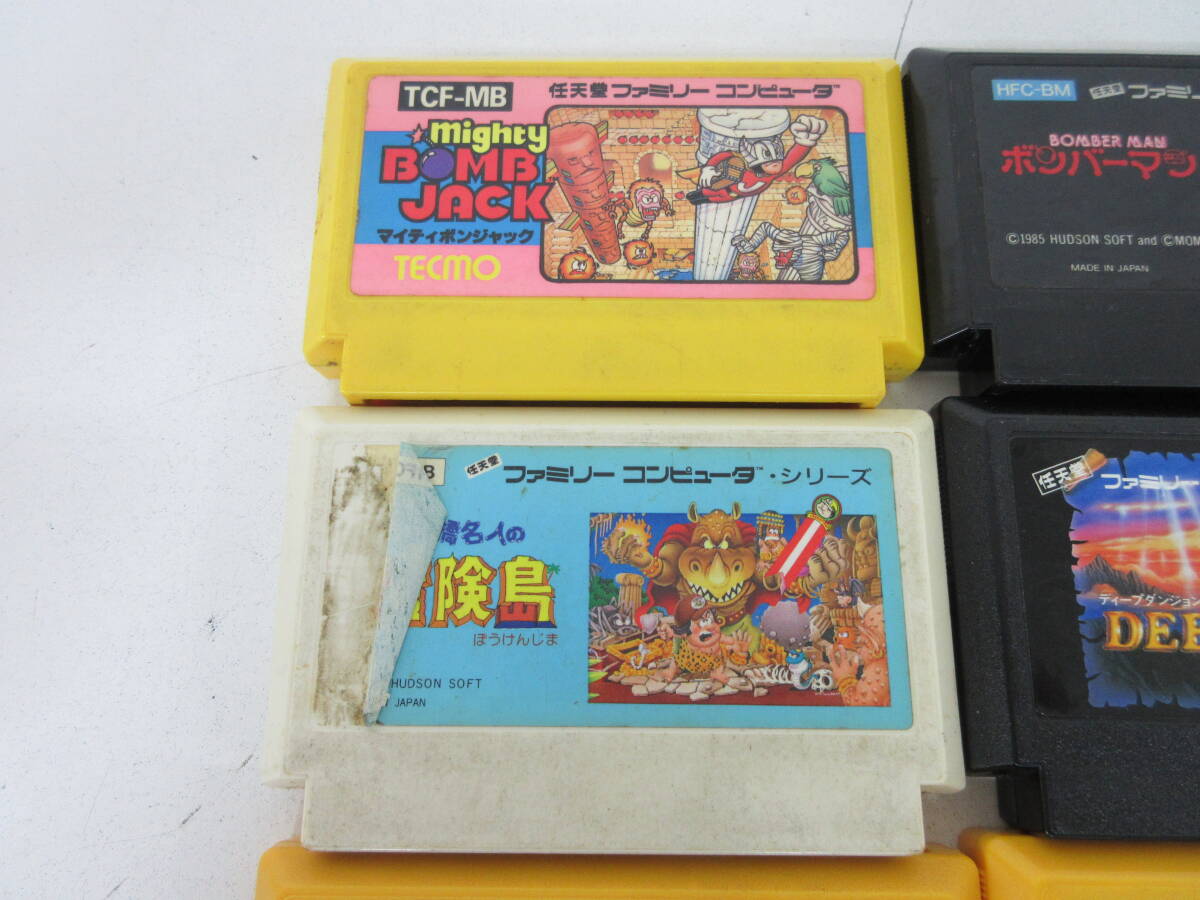 TCF-MB
任天堂 ファミリー コンピュータ™
mighty
BOMB
JACK
マイティボンジャック
TECMO
HFC-BM
任天堂 ファミリー
BOMBER MAN
ボンバーマン
©1985 HUDSON SOFT and ©MOM
MADE IN JAPAN
任天堂 ファミリー コンピュータ™・シリーズ
名人の
険島
ぼうけんじま
HUDSON SOFT
JAPAN
任天堂 ファミリー
ディープダンジョン
DEE